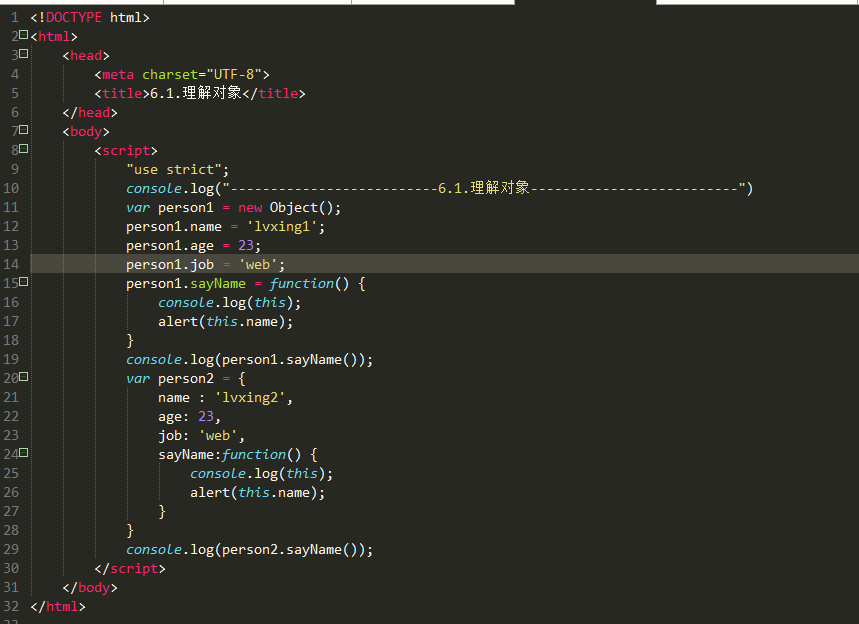 1 <!DOCTYPE html>
2 <html>
3 <head>
4 <meta charset="UTF-8">
5 <title>6.1.理解对象</title>
6 </head>
7 <body>
8 <script>
9 "use strict";
10 console.log("--------------------------6.1.理解对象--------------------------")
11 var person1 = new Object();
12 person1.name = 'lvxing1';
13 person1.age = 23;
14 person1.job = 'web';
15 person1.sayName = function() {
16 console.log(this);
17 alert(this.name);
18 }
19 console.log(person1.sayName());
20 var person2 = {
21 name : 'lvxing2',
22 age: 23,
23 job: 'web',
24 sayName:function() {
25 console.log(this);
26 alert(this.name);
27 }
28 }
29 console.log(person2.sayName());
30 </script>
31 </body>
32 </html>